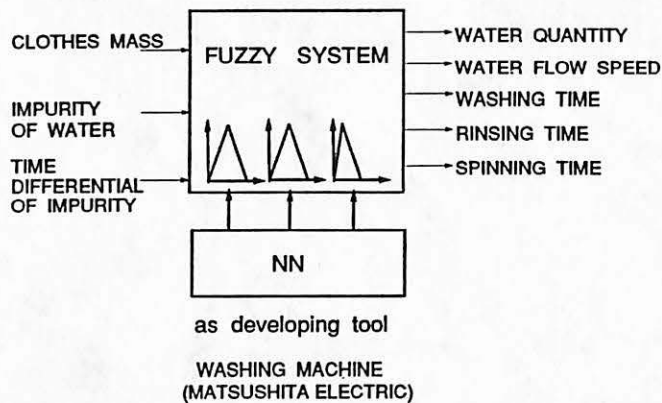 CLOTHES MASS
IMPURITY
OF WATER
TIME
DIFFERENTIAL
OF IMPURITY
FUZZY SYSTEM
WATER QUANTITY
WATER FLOW SPEED
WASHING TIME
RINSING TIME
SPINNING TIME
NN
as developing tool
WASHING MACHINE
(MATSUSHITA ELECTRIC)